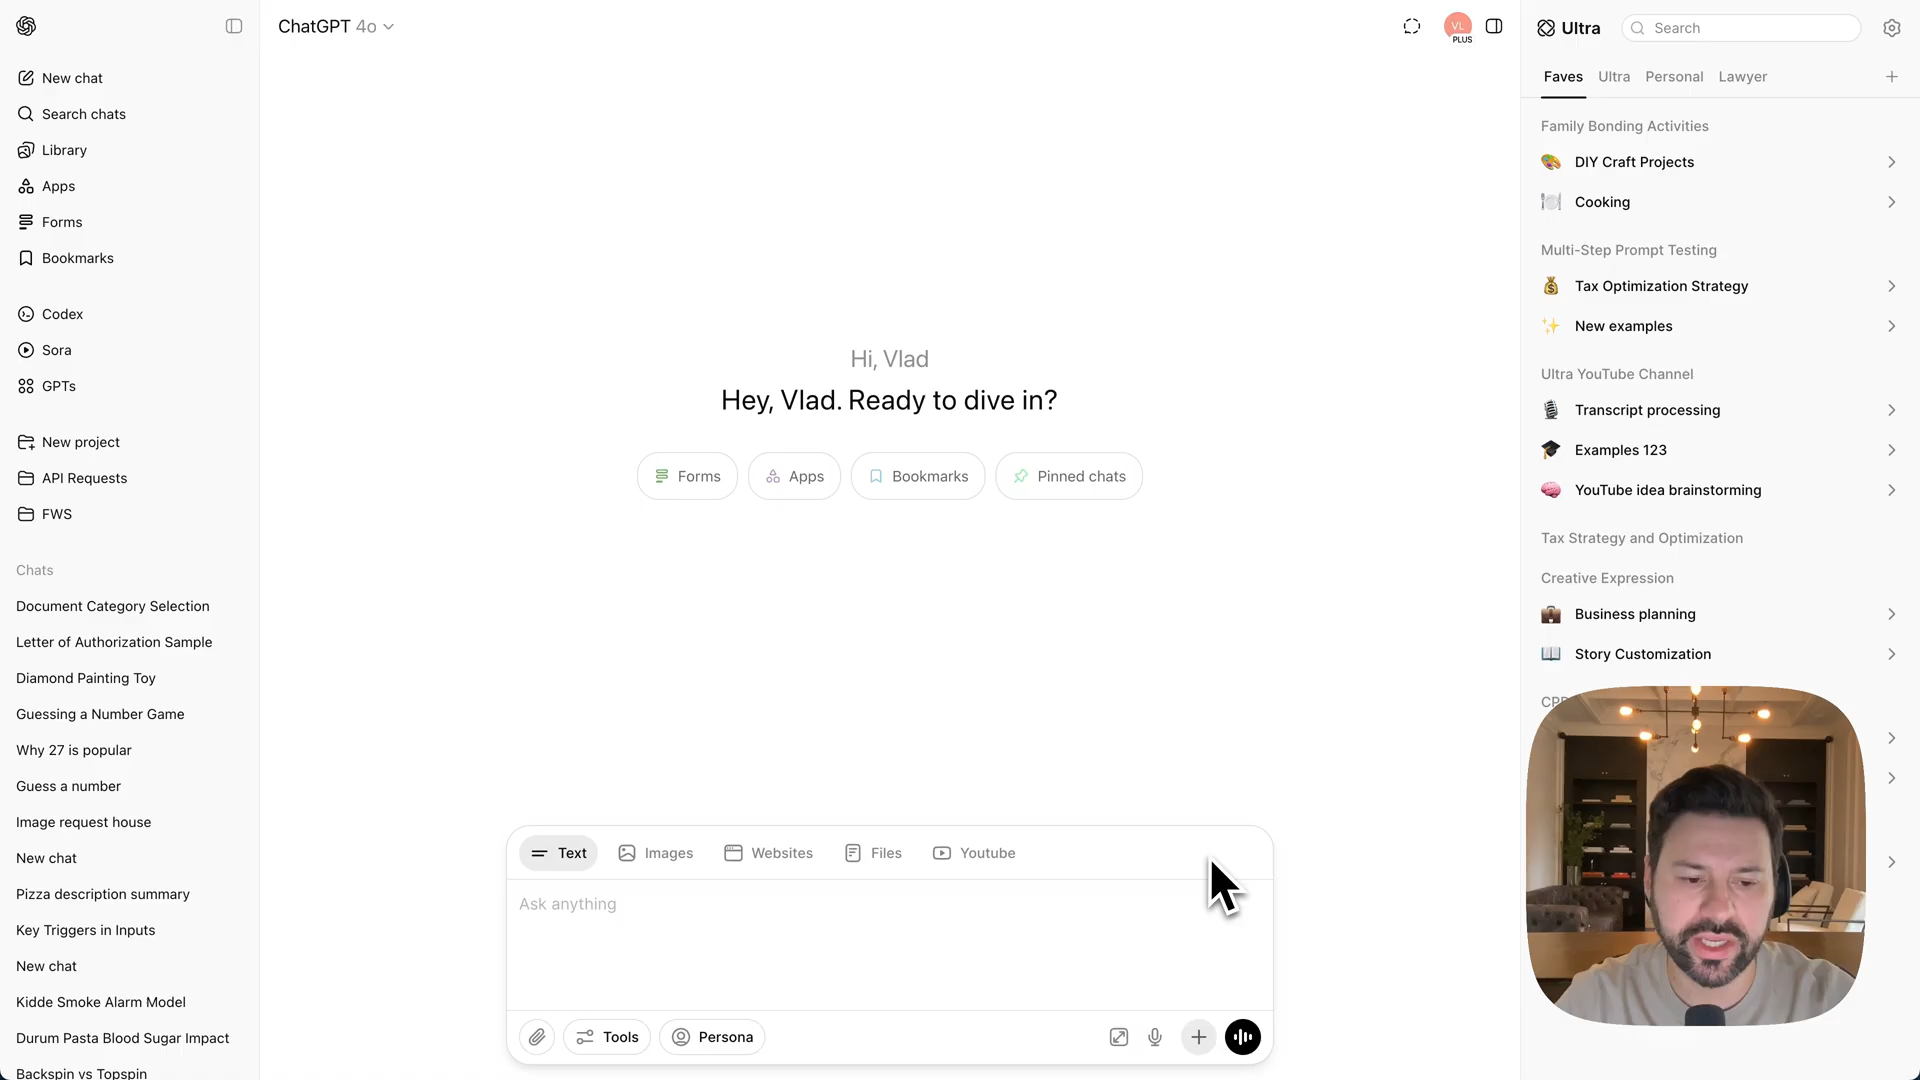 ChatGPT 4o
VL
PLUS
New chat
Search chats
Library
Apps
Forms
Bookmarks
Codex
Sora
GPTs
New project
API Requests
FWS
Chats
Document Category Selection
Letter of Authorization Sample
Diamond Painting Toy
Guessing a Number Game
Why 27 is popular
Guess a number
Image request house
New chat
Pizza description summary
Key Triggers in Inputs
New chat
Kidde Smoke Alarm Model
Durum Pasta Blood Sugar Impact
Backspin vs Topspin
Hi, Vlad
Hey, Vlad. Ready to dive in?
Forms Apps Bookmarks Pinned chats
Text Images Websites Files Youtube
Ask anything
Tools Persona
Ultra Search
Faves Ultra Personal Lawyer
Family Bonding Activities
DIY Craft Projects
Cooking
Multi-Step Prompt Testing
Tax Optimization Strategy
New examples
Ultra YouTube Channel
Transcript processing
Examples 123
YouTube idea brainstorming
Tax Strategy and Optimization
Creative Expression
Business planning
Story Customization